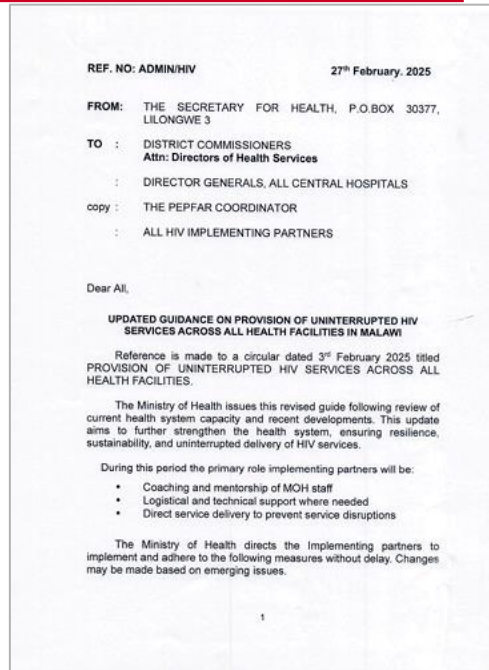 REF. NO: ADMIN/HIV 27th February. 2025
FROM: THE SECRETARY FOR HEALTH, P.O.BOX 30377,
LILONGWE 3
TO : DISTRICT COMMISSIONERS
Attn: Directors of Health Services
: DIRECTOR GENERALS, ALL CENTRAL HOSPITALS
copy : THE PEPFAR COORDINATOR
: ALL HIV IMPLEMENTING PARTNERS
Dear All,
UPDATED GUIDANCE ON PROVISION OF UNINTERRUPTED HIV
SERVICES ACROSS ALL HEALTH FACILITIES IN MALAWI
Reference is made to a circular dated 3rd February 2025 titled
PROVISION OF UNINTERRUPTED HIV SERVICES ACROSS ALL
HEALTH FACILITIES.
The Ministry of Health issues this revised guide following review of
current health system capacity and recent developments. This update
aims to further strengthen the health system, ensuring resilience,
sustainability, and uninterrupted delivery of HIV services.
During this period the primary role implementing partners will be:
• Coaching and mentorship of MOH staff
• Logistical and technical support where needed
• Direct service delivery to prevent service disruptions
The Ministry of Health directs the Implementing partners to
implement and adhere to the following measures without delay. Changes
may be made based on emerging issues.
1